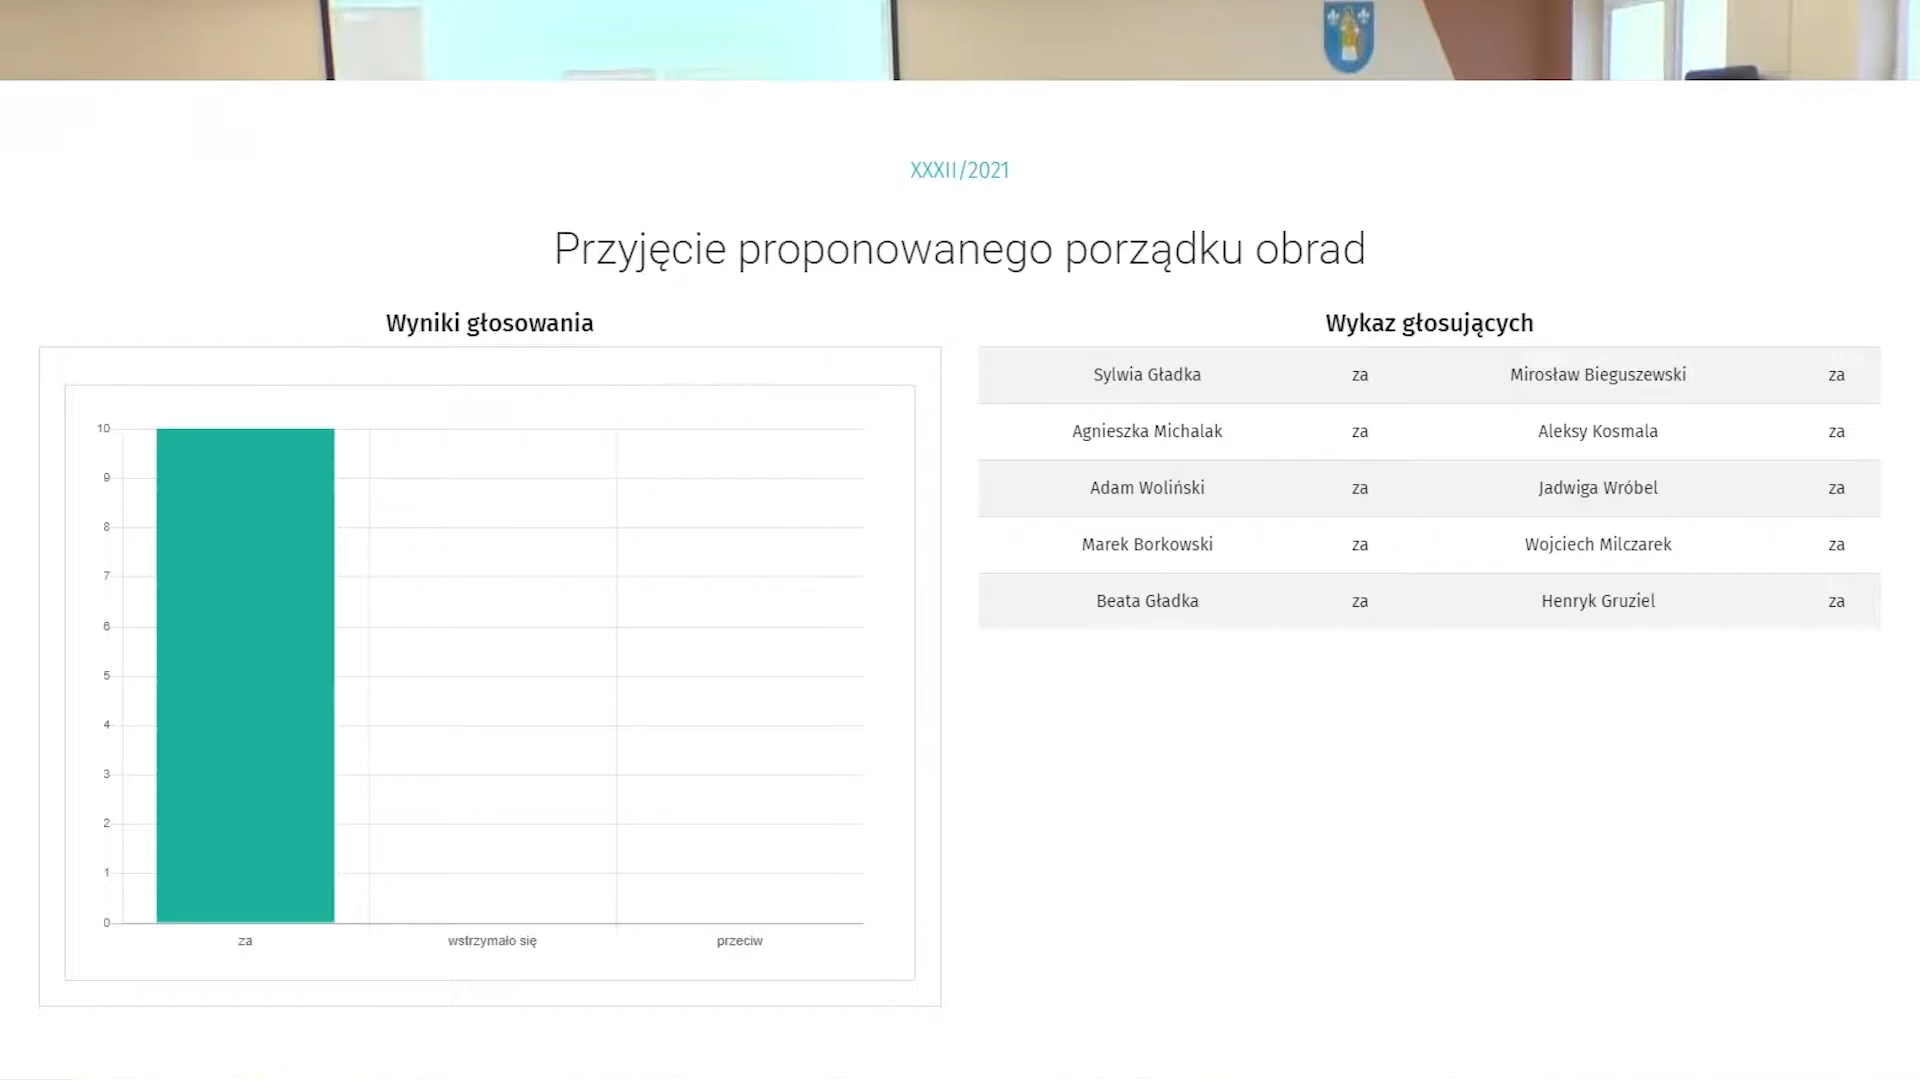 XXXII/2021
Przyjęcie proponowanego porządku obrad
Wyniki głosowania
10
9
8
7
6
5
4
3
2
1
0
za wstrzymało się przeciw
Wykaz głosujących
Sylwia Gładka za Mirosław Bieguszewski za
Agnieszka Michalak za Aleksy Kosmala za
Adam Woliński za Jadwiga Wróbel za
Marek Borkowski za Wojciech Milczarek za
Beata Gładka za Henryk Gruziel za